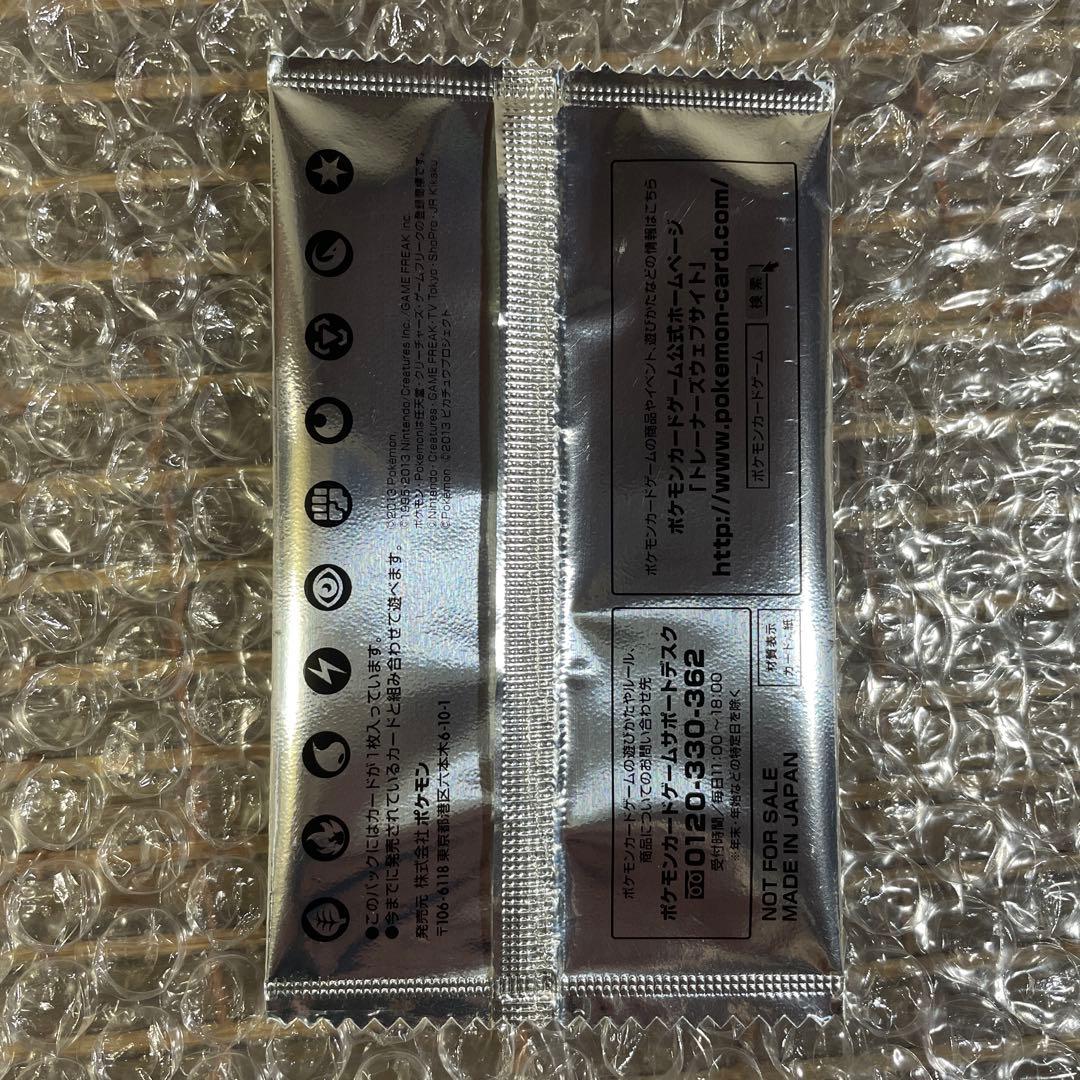 ●このパックにはカードが1枚入っています。
●今までに発売されているカードと組み合わせて遊べます。
発売元 株式会社 ポケモン
〒106-6118 東京都港区六本木6-10-1
©2013 Pokémon.
©1995-2013 Nintendo/Creatures Inc./GAME FREAK inc.
ポケモン・Pokémonは任天堂・クリーチャーズ・ゲームフリークの登録商標です。
©Nintendo・Creatures・GAME FREAK・TV Tokyo・ShoPro・JR Kikaku
©Pokémon ©2013 ピカチュウプロジェクト
ポケモンカードゲームの遊びかたやルール、
商品についてのお問い合わせ先
ポケモンカードゲームサポートデスク
0120-330-362
受付時間/毎日11:00〜18:00
※年末・年始などの特定日を除く
NOT FOR SALE
MADE IN JAPAN
材質表示
カード:紙
ポケモンカードゲームの商品やイベント、遊びかたなどの情報はこちら
ポケモンカードゲーム公式ホームページ
「トレーナーズウェブサイト」
http://www.pokemon-card.com/
ポケモンカードゲーム 検索